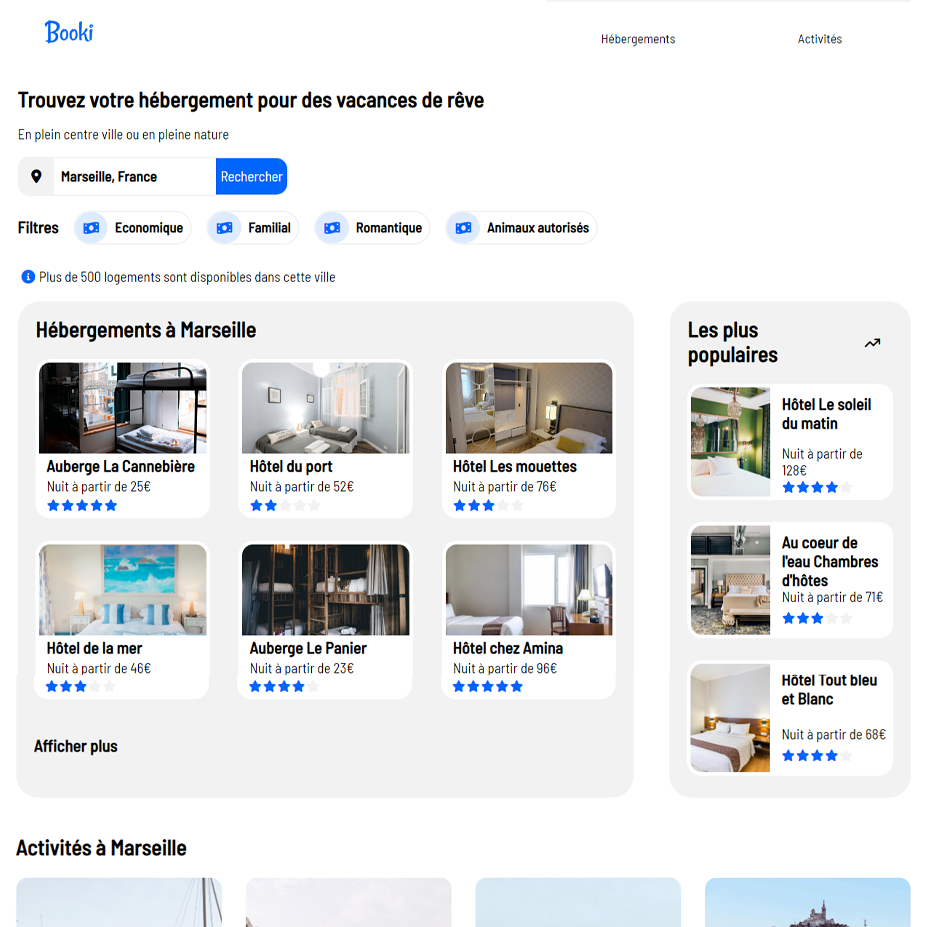 Booki
Hébergements
Activités
Trouvez votre hébergement pour des vacances de rêve
En plein centre ville ou en pleine nature
Marseille, France
Rechercher
Filtres
Economique
Familial
Romantique
Animaux autorisés
Plus de 500 logements sont disponibles dans cette ville
Hébergements à Marseille
Auberge La Cannebière
Nuit à partir de 25€
Hôtel du port
Nuit à partir de 52€
Hôtel Les mouettes
Nuit à partir de 76€
Hôtel de la mer
Nuit à partir de 46€
Auberge Le Panier
Nuit à partir de 23€
Hôtel chez Amina
Nuit à partir de 96€
Afficher plus
Les plus
populaires
Hôtel Le soleil
du matin
Nuit à partir de
128€
Au coeur de
l'eau Chambres
d'hôtes
Nuit à partir de 71€
Hôtel Tout bleu
et Blanc
Nuit à partir de 68€
Activités à Marseille